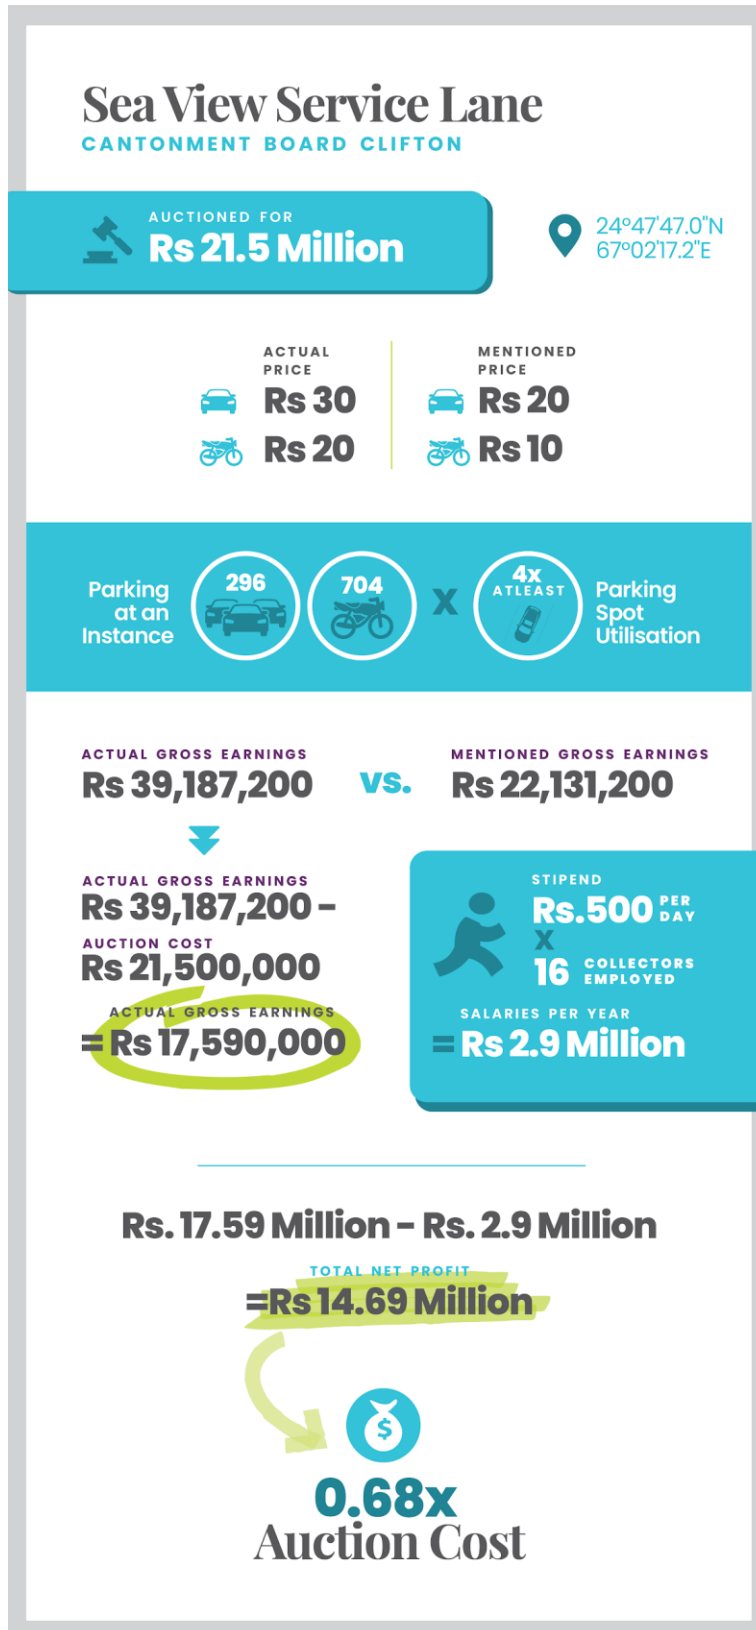 Sea View Service Lane
CANTONMENT BOARD CLIFTON
AUCTIONED FOR
Rs 21.5 Million
24º47'47.0"N
67º02'17.2"E
ACTUAL
PRICE
Rs 30
Rs 20
MENTIONED
PRICE
Rs 20
Rs 10
Parking
at an
Instance
296
704
X
4x
ATLEAST
Parking
Spot
Utilisation
ACTUAL GROSS EARNINGS
Rs 39,187,200
vs.
MENTIONED GROSS EARNINGS
Rs 22,131,200
ACTUAL GROSS EARNINGS
Rs 39,187,200 –
AUCTION COST
Rs 21,500,000
ACTUAL GROSS EARNINGS
= Rs 17,590,000
STIPEND
Rs.500 PER DAY
X
16 COLLECTORS EMPLOYED
SALARIES PER YEAR
= Rs 2.9 Million
Rs. 17.59 Million – Rs. 2.9 Million
TOTAL NET PROFIT
=Rs 14.69 Million
$
0.68x
Auction Cost